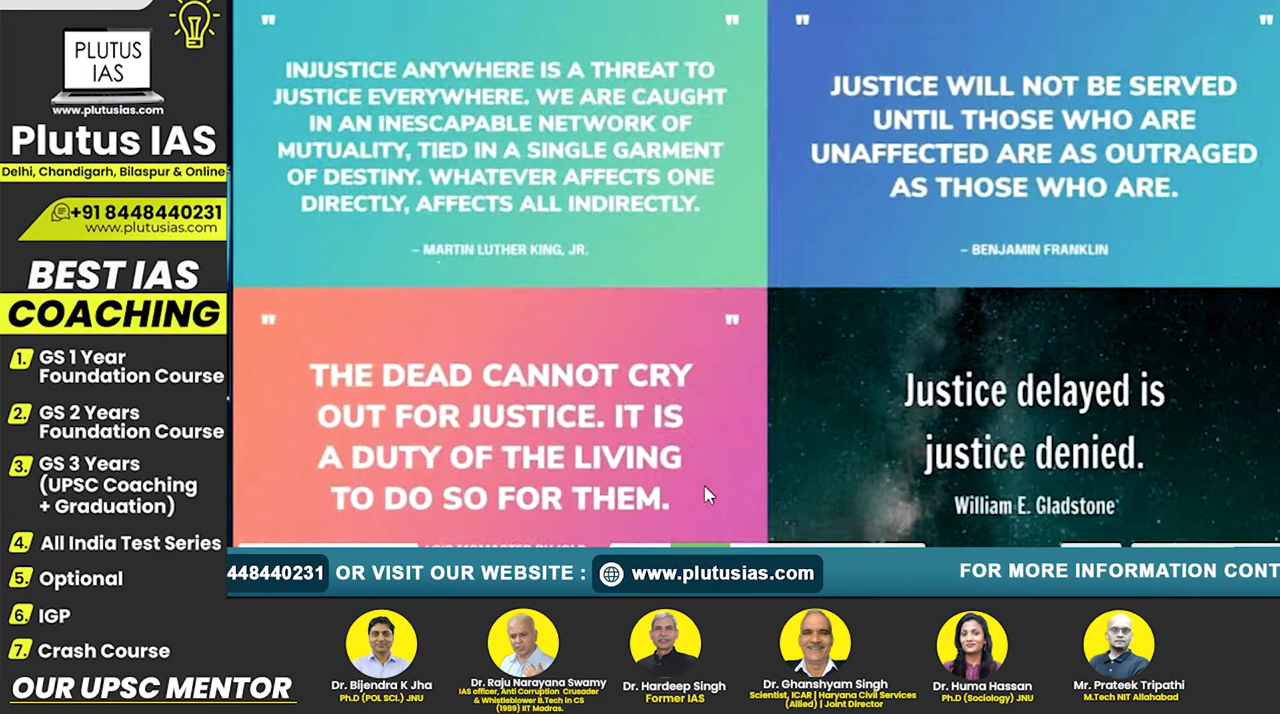 PLUTUS
IAS
www.plutusias.com
Plutus IAS
Delhi, Chandigarh, Bilaspur & Online
+91 8448440231
www.plutusias.com
BEST IAS
COACHING
1. GS 1 Year
Foundation Course
2. GS 2 Years
Foundation Course
3. GS 3 Years
(UPSC Coaching
+ Graduation)
4. All India Test Series
5. Optional
6. IGP
7. Crash Course
OUR UPSC MENTOR
" "
INJUSTICE ANYWHERE IS A THREAT TO
JUSTICE EVERYWHERE. WE ARE CAUGHT
IN AN INESCAPABLE NETWORK OF
MUTUALITY, TIED IN A SINGLE GARMENT
OF DESTINY. WHATEVER AFFECTS ONE
DIRECTLY, AFFECTS ALL INDIRECTLY.
– MARTIN LUTHER KING, JR.
" "
JUSTICE WILL NOT BE SERVED
UNTIL THOSE WHO ARE
UNAFFECTED ARE AS OUTRAGED
AS THOSE WHO ARE.
– BENJAMIN FRANKLIN
" "
THE DEAD CANNOT CRY
OUT FOR JUSTICE. IT IS
A DUTY OF THE LIVING
TO DO SO FOR THEM.
Justice delayed is
justice denied.
William E. Gladstone
448440231 OR VISIT OUR WEBSITE : www.plutusias.com FOR MORE INFORMATION CONT
Dr. Bijendra K Jha
Ph.D (POL SCI.) JNU
Dr. Raju Narayana Swamy
IAS officer, Anti Corruption Crusader
& Whistleblower B.Tech in CS
(1989) IIT Madras.
Dr. Hardeep Singh
Former IAS
Dr. Ghanshyam Singh
Scientist, ICAR | Haryana Civil Services
(Allied) | Joint Director
Dr. Huma Hassan
Ph.D (Sociology) JNU
Mr. Prateek Tripathi
M.Tech NIT Allahabad